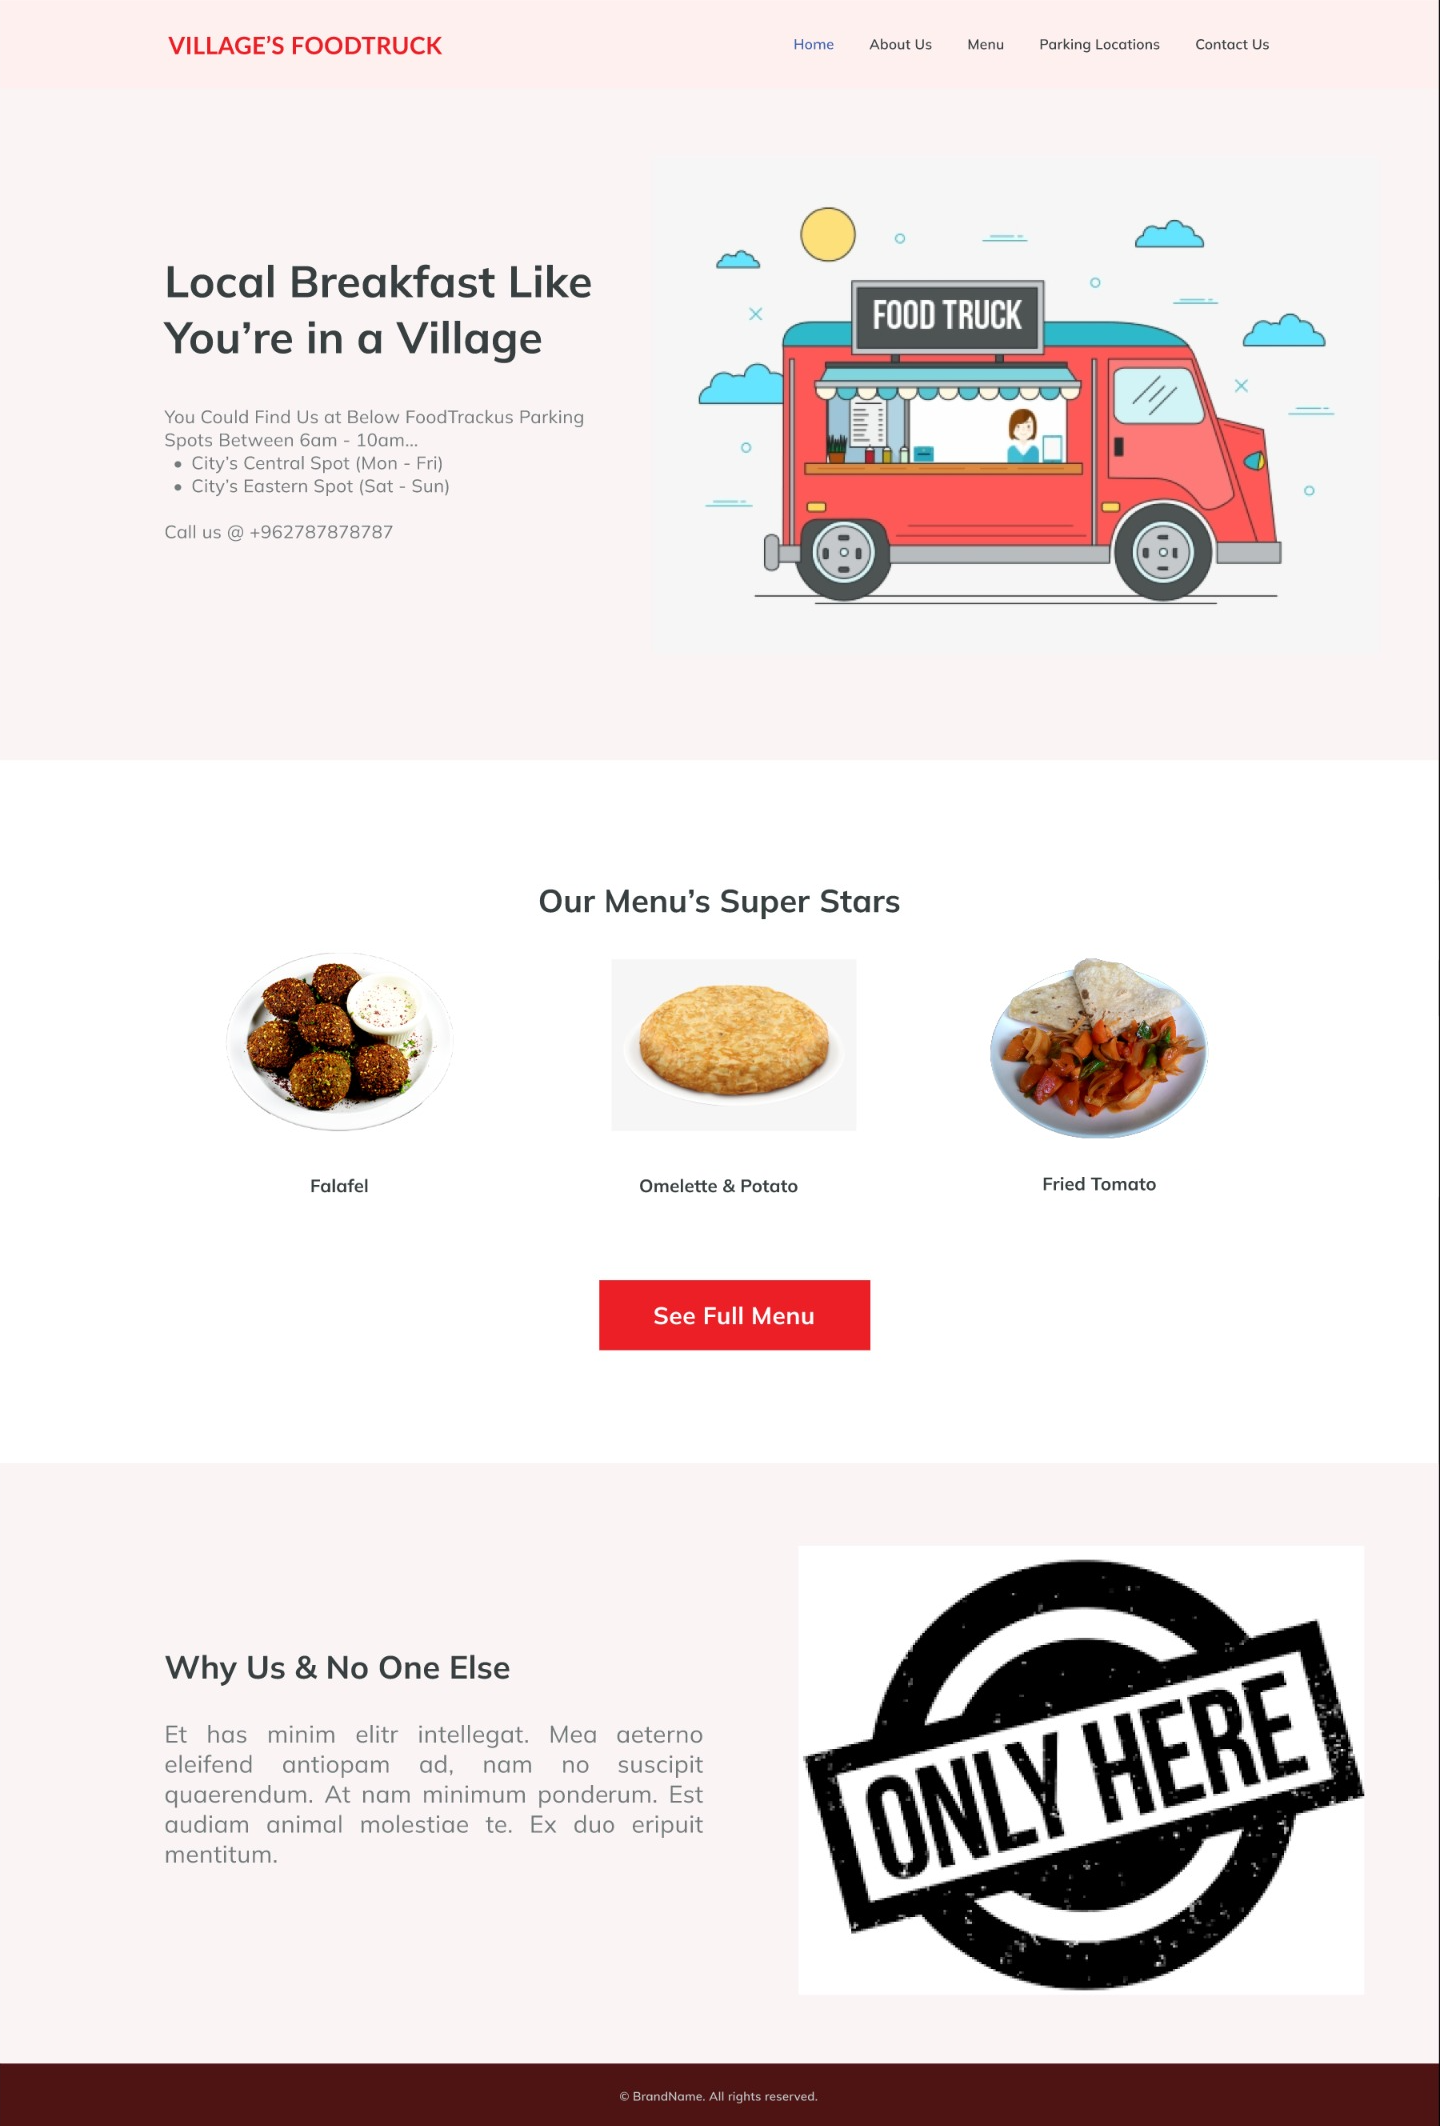 VILLAGE’S FOODTRUCK
Home About Us Menu Parking Locations Contact Us
Local Breakfast Like
You’re in a Village
You Could Find Us at Below FoodTrackus Parking
Spots Between 6am - 10am...
• City’s Central Spot (Mon - Fri)
• City’s Eastern Spot (Sat - Sun)
Call us @ +962787878787
FOOD TRUCK
Our Menu’s Super Stars
Falafel
Omelette & Potato
Fried Tomato
See Full Menu
Why Us & No One Else
Et has minim elitr intellegat. Mea aeterno
eleifend antiopam ad, nam no suscipit
quaerendum. At nam minimum ponderum. Est
audiam animal molestiae te. Ex duo eripuit
mentitum.
ONLY HERE
© BrandName. All rights reserved.